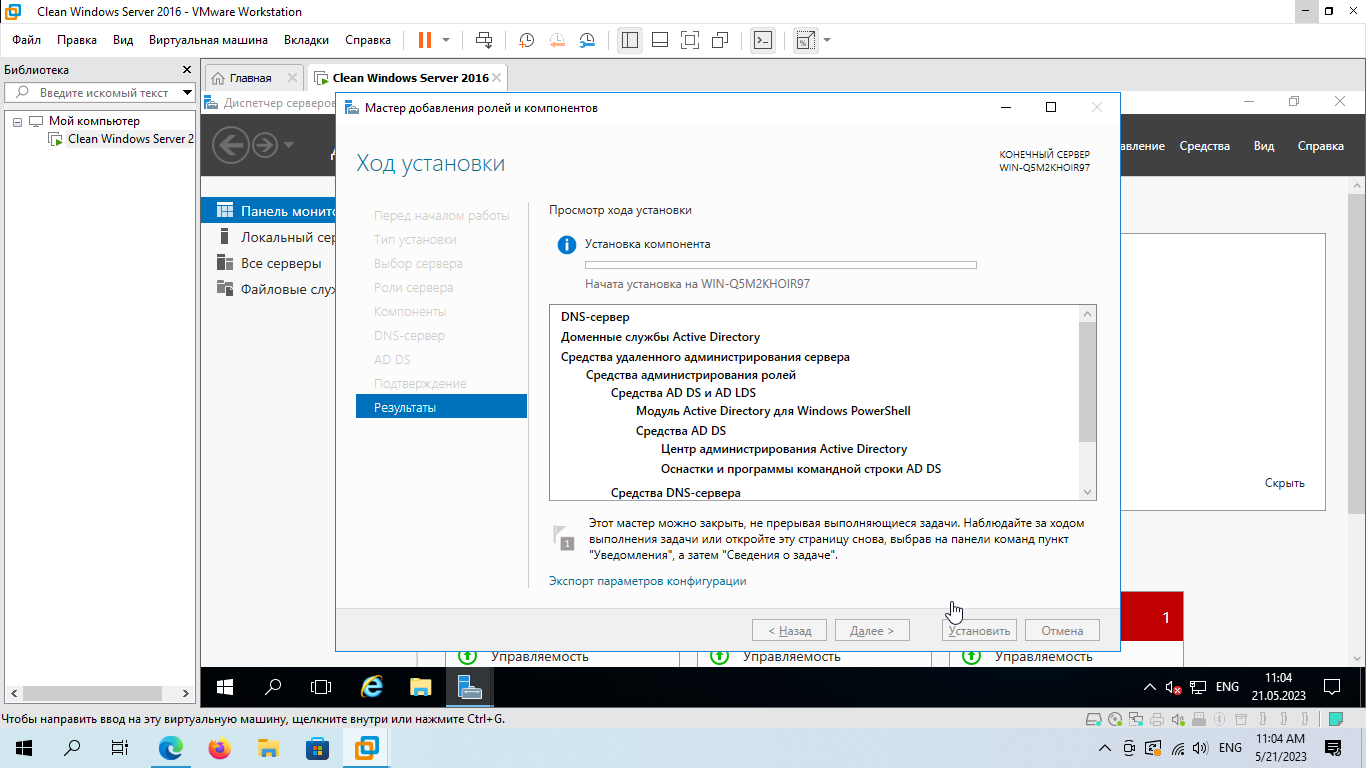 Clean Windows Server 2016 - VMware Workstation
Файл Правка Вид Виртуальная машина Вкладки Справка
Библиотека
Введите искомый текст
Мой компьютер
Clean Windows Server 2
Главная
Clean Windows Server 2016
Диспетчер серверов
Мастер добавления ролей и компонентов
Ход установки
КОНЕЧНЫЙ СЕРВЕР
WIN-Q5M2KHOIR97
авление Средства Вид Справка
Панель монито
Локальный сер
Все серверы
Файловые служ
Перед началом работы
Тип установки
Выбор сервера
Роли сервера
Компоненты
DNS-сервер
AD DS
Подтверждение
Результаты
Просмотр хода установки
Установка компонента
Начата установка на WIN-Q5M2KHOIR97
DNS-сервер
Доменные службы Active Directory
Средства удаленного администрирования сервера
Средства администрирования ролей
Средства AD DS и AD LDS
Модуль Active Directory для Windows PowerShell
Средства AD DS
Центр администрирования Active Directory
Оснастки и программы командной строки AD DS
Средства DNS-сервера
1
Этот мастер можно закрыть, не прерывая выполняющиеся задачи. Наблюдайте за ходом
выполнения задачи или откройте эту страницу снова, выбрав на панели команд пункт
"Уведомления", а затем "Сведения о задаче".
Экспорт параметров конфигурации
< Назад Далее > Установить Отмена
Скрыть
1
Управляемость Управляемость Управляемость
ENG
11:04
21.05.2023
Чтобы направить ввод на эту виртуальную машину, щелкните внутри или нажмите Ctrl+G.
ENG
11:04 AM
5/21/2023